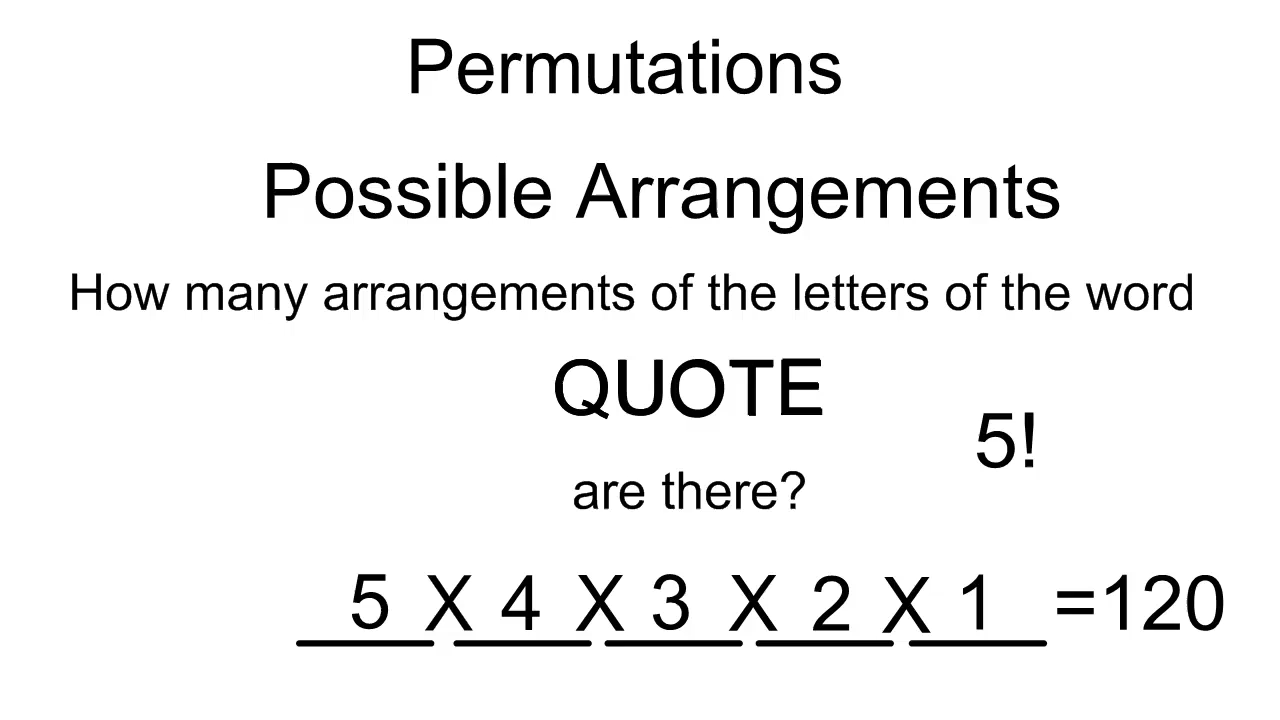 Permutations
Possible Arrangements
How many arrangements of the letters of the word
QUOTE
5!
are there?
5 X 4 X 3 X 2 X 1 =120